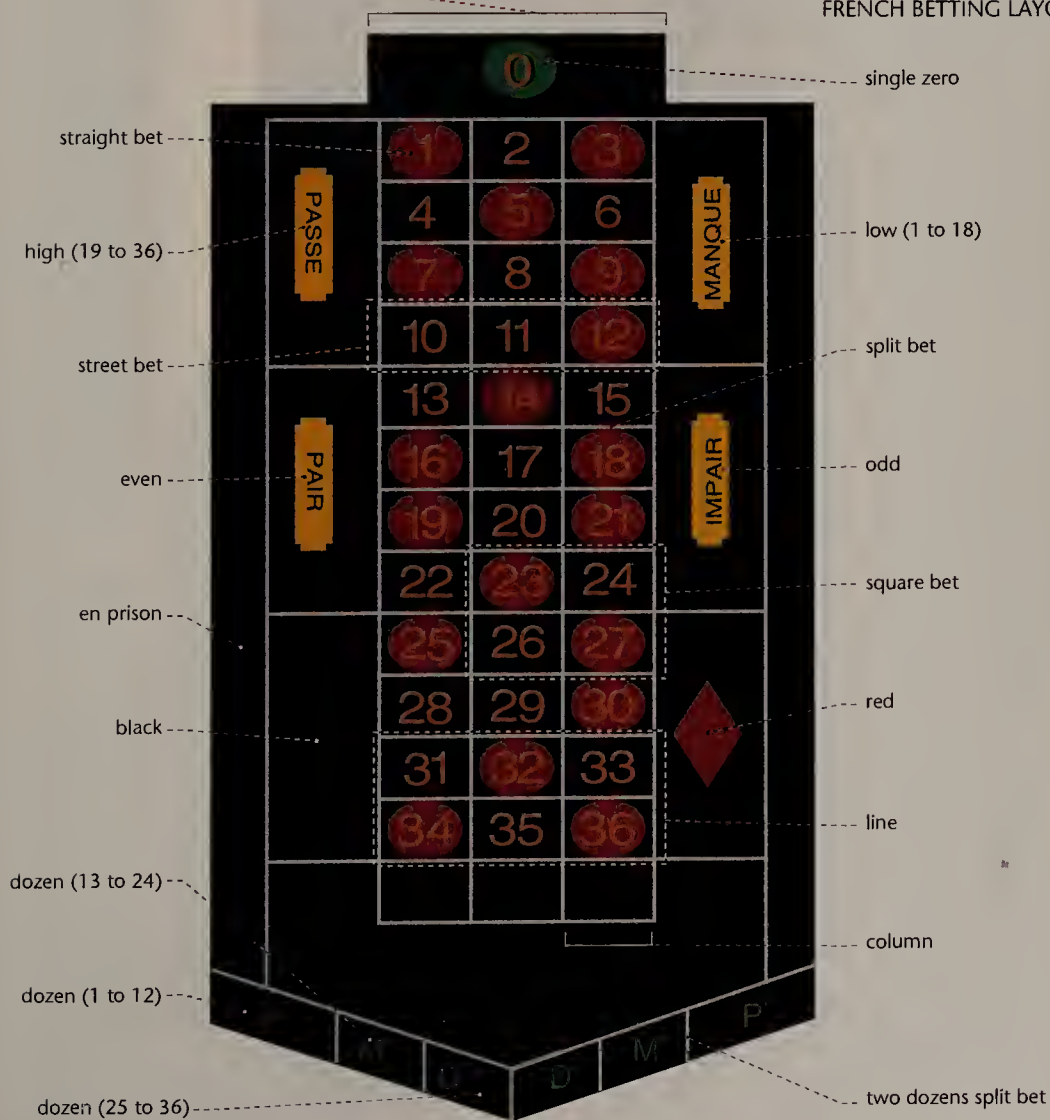 FRENCH BETTING LAYO
0
single zero
straight bet
1 2 3
PASSE
MANQUE
4 5 6
high (19 to 36)
low (1 to 18)
7 8 9
10 11 12
street bet
split bet
13 14 15
PAIR
IMPAIR
16 17 18
even
odd
19 20 21
22 23 24
square bet
en prison
25 26 27
28 29 30
red
black
31 32 33
34 35 36
line
dozen (13 to 24)
column
dozen (1 to 12)
P
M M
D D
dozen (25 to 36)
two dozens split bet